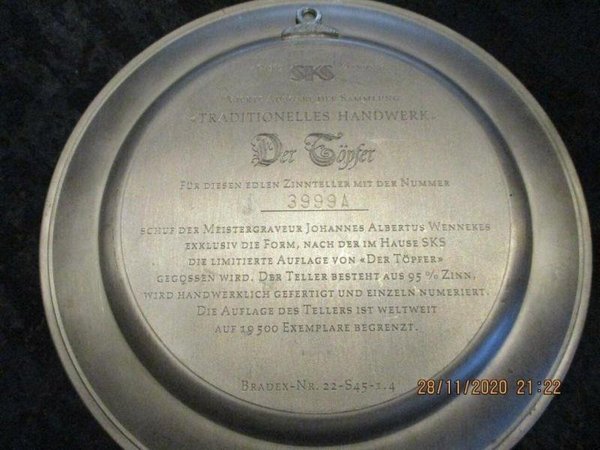 SKS
DER SAMMLUNG
«TRADITIONELLES HANDWERK»
Der Töpfer
FÜR DIESEN EDLEN ZINNTELLER MIT DER NUMMER
3999A
SCHUF DER MEISTERGRAVEUR JOHANNES ALBERTUS WENNEKES
EXKLUSIV DIE FORM, NACH DER IM HAUSE SKS
DIE LIMITIERTE AUFLAGE VON «DER TÖPFER»
GEGOSSEN WIRD. DER TELLER BESTEHT AUS 95 % ZINN,
WIRD HANDWERKLICH GEFERTIGT UND EINZELN NUMERIERT.
DIE AUFLAGE DES TELLERS IST WELTWEIT
AUF 19 500 EXEMPLARE BEGRENZT.
BRADEX-NR. 22-S45-1.4
28/11/2020 21:22